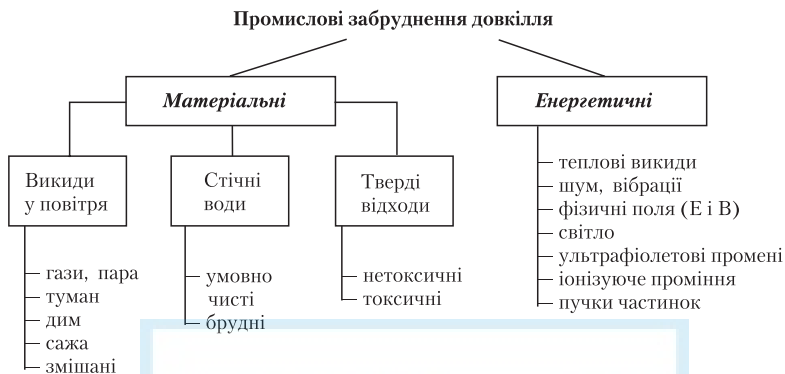 Промислові забруднення довкілля
Матеріальні
Енергетичні
Викиди
у повітря
Стічні
води
Тверді
відходи
газы, пара
туман
дим
сажа
змішані
умовно
чисті
брудні
нетоксичні
токсичні
теплові викиди
шум, вібрації
фізичні поля (Е і В)
світло
ультрафіолетові промені
іонізуюче проміння
пучки частинок